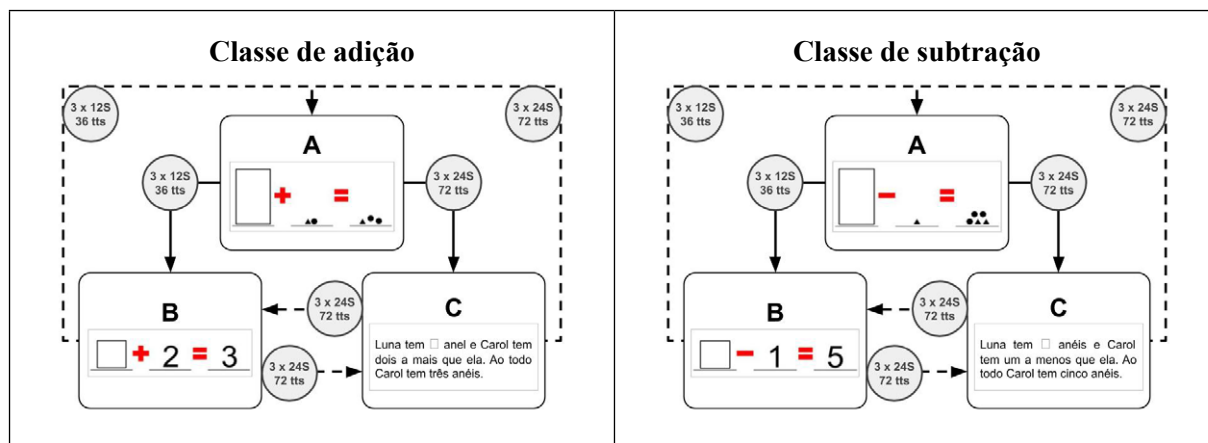 Classe de adição
3 x 12S
36 tts
3 x 24S
72 tts
A
3 x 12S
36 tts
+ =
3 x 24S
72 tts
B
3 x 24S
72 tts
C
□ + 2 = 3
Luna tem □ anel e Carol tem
dois a mais que ela. Ao todo
Carol tem três anéis.
3 x 24S
72 tts
Classe de subtração
3 x 12S
36 tts
3 x 24S
72 tts
A
3 x 12S
36 tts
- =
3 x 24S
72 tts
B
3 x 24S
72 tts
C
□ - 1 = 5
Luna tem □ anéis e Carol
tem um a menos que ela. Ao
todo Carol tem cinco anéis.
3 x 24S
72 tts